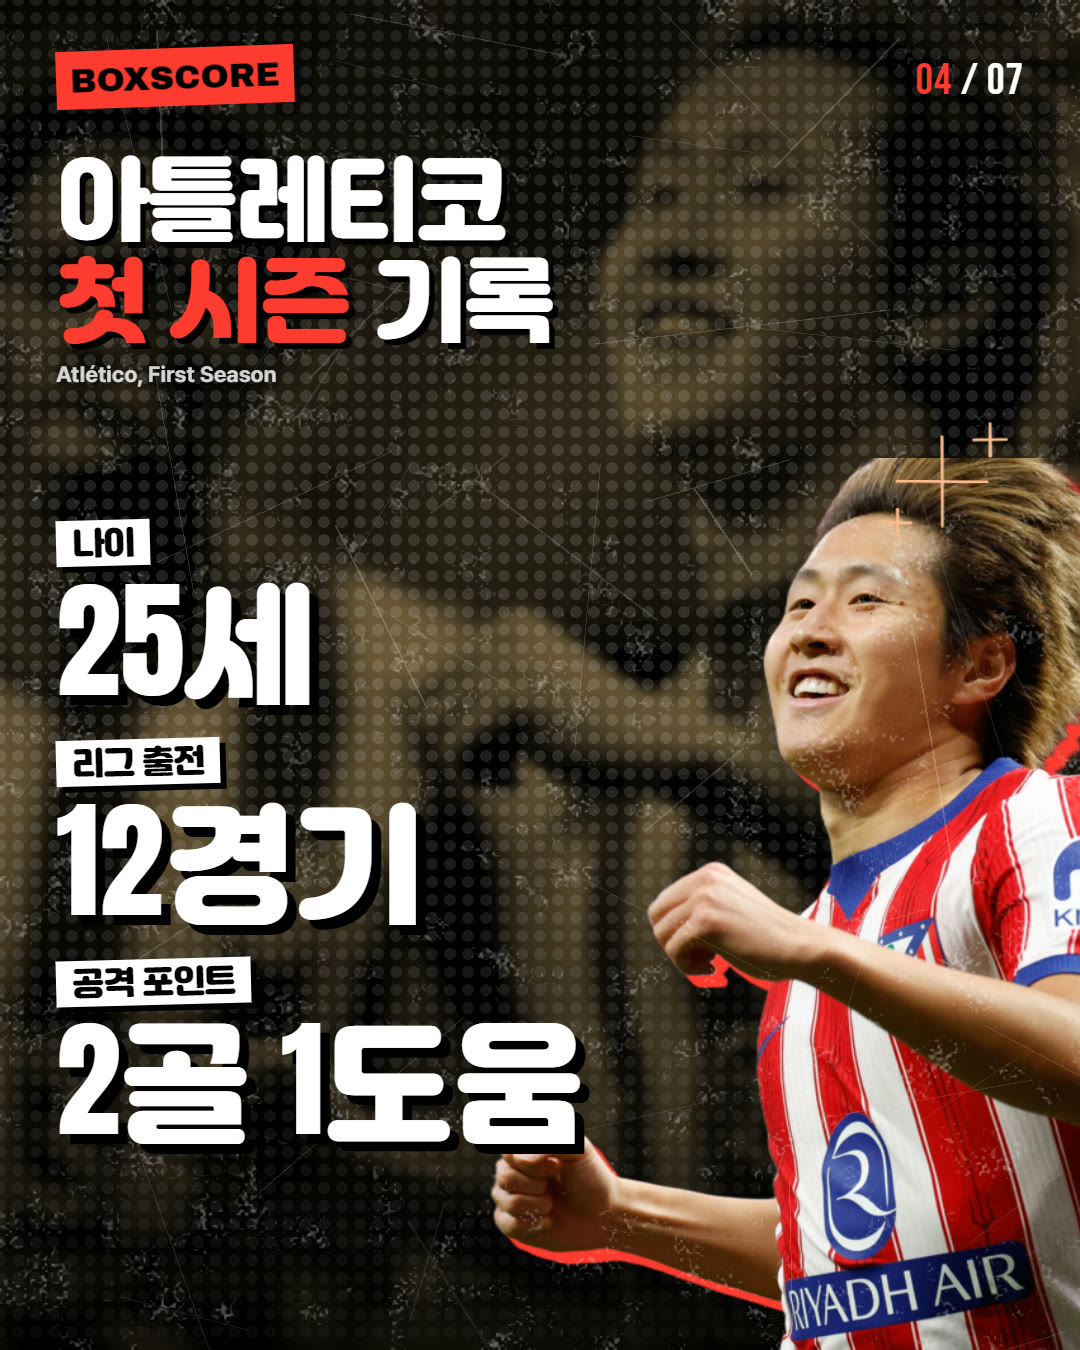 BOXSCORE
04 / 07
아틀레티코
첫 시즌 기록
Atlético, First Season
나이
25세
리그 출전
12경기
공격 포인트
2골 1도움
RIYADH AIR